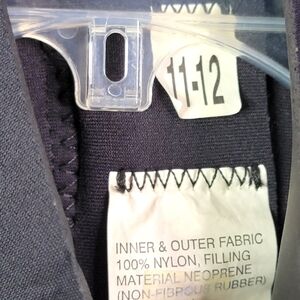 11-12
INNER & OUTER FABRIC
100% NYLON, FILLING
MATERIAL NEOPRENE
(NON-FIBROUS RUBBER)